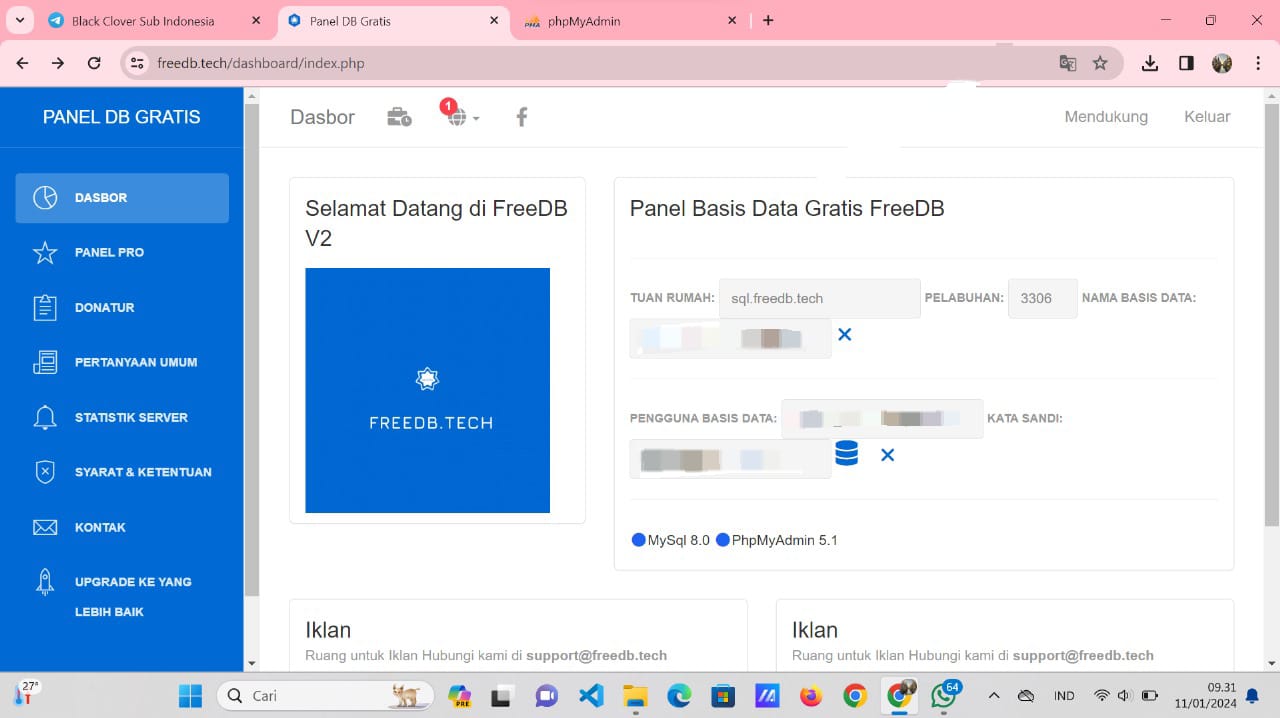 Black Clover Sub Indonesia
Panel DB Gratis
phpMyAdmin
freedb.tech/dashboard/index.php
PANEL DB GRATIS
DASBOR
PANEL PRO
DONATUR
PERTANYAAN UMUM
STATISTIK SERVER
SYARAT & KETENTUAN
KONTAK
UPGRADE KE YANG
LEBIH BAIK
Dasbor
1
Mendukung
Keluar
Selamat Datang di FreeDB
V2
FREEDB.TECH
Panel Basis Data Gratis FreeDB
TUAN RUMAH: sql.freedb.tech PELABUHAN: 3306 NAMA BASIS DATA:
PENGGUNA BASIS DATA: KATA SANDI:
MySql 8.0 PhpMyAdmin 5.1
Iklan
Ruang untuk Iklan Hubungi kami di support@freedb.tech
Iklan
Ruang untuk Iklan Hubungi kami di support@freedb.tech
27°
Cari
PRE
64
IND
09.31
11/01/2024